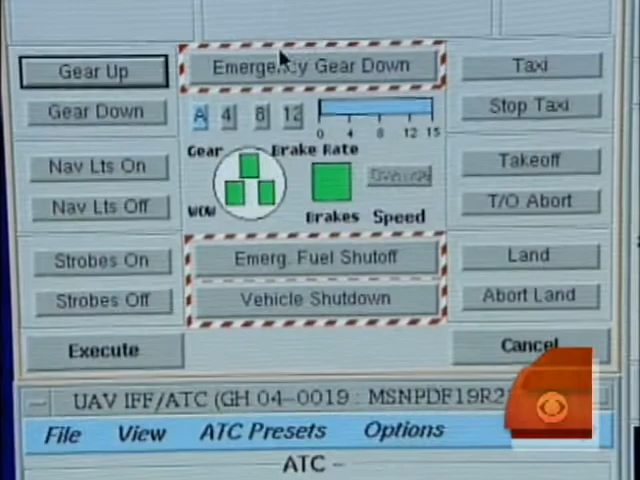 Gear Up
Emergency Gear Down
Taxi
Gear Down
A 4 8 12
0 4 8 12 15
Stop Taxi
Gear
Brake Rate
Nav Lts On
Takeoff
Nav Lts Off
WOW
Brakes
Speed
T/O Abort
Strobes On
Emerg. Fuel Shutoff
Land
Strobes Off
Vehicle Shutdown
Abort Land
Execute
Cancel
UAV IFF/ATC (GH 04-0019 : MSNPDF19R2
File View ATC Presets Options
ATC -